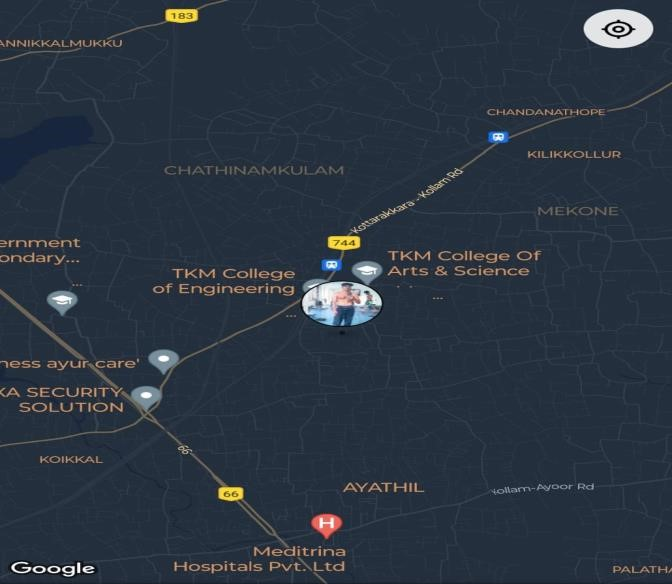 183
ANNIKKALMUKKU
CHANDANATHOPE
KILIKKOLLUR
CHATHINAMKULAM
Kottarakkara - Kollam Rd
MEKONE
744
ernment
ondary...
TKM College
of Engineering
TKM College Of
Arts & Science
...
...
...
ness ayur care'
KA SECURITY
SOLUTION
KOIKKAL
66
AYATHIL
Kollam-Ayoor Rd
H
Meditrina
Hospitals Pvt. Ltd
Google
PALATHA